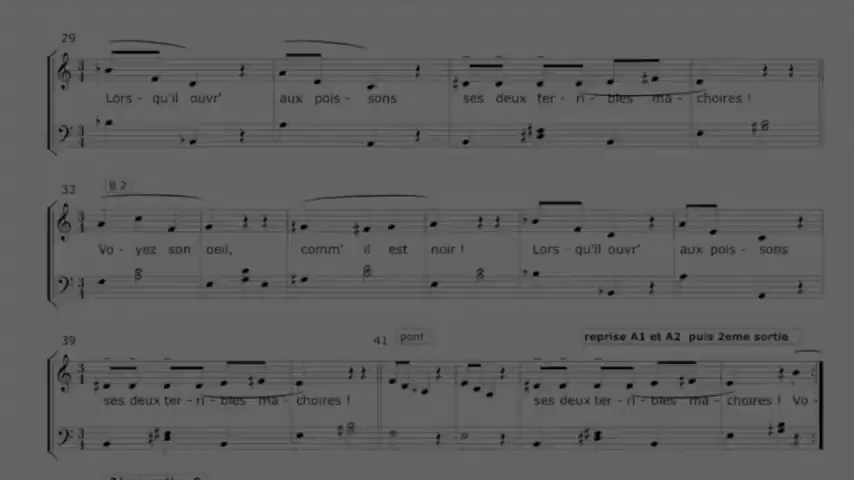 29
Lors - qu'il ouvr' aux pois - sons ses deux ter - ri - bles ma - choires !
33
B 2
Vo - yez son oeil, comm' il est noir ! Lors - qu'il ouvr' aux pois - sons
39 41 pont reprise A1 et A2 puis 2eme sortie
ses deux ter - ri - bles ma - choires ! ses deux ter - ri - bles ma - choires ! Vo -